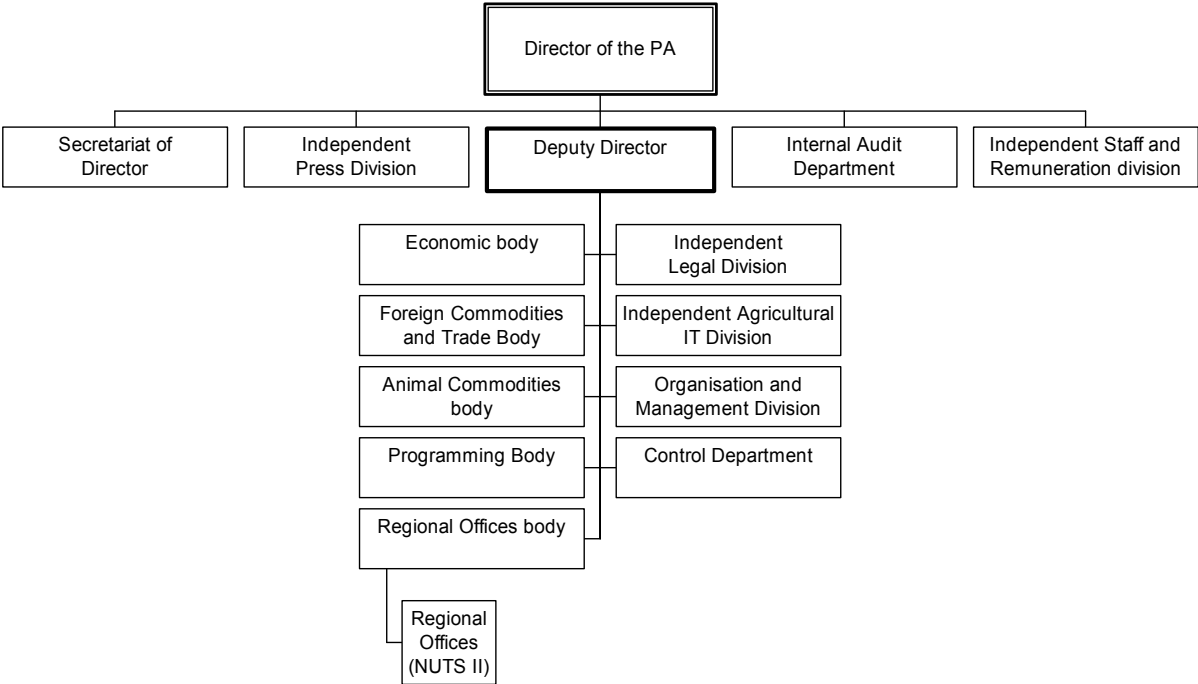 Director of the PA
Secretariat of
Director
Independent
Press Division
Deputy Director
Internal Audit
Department
Independent Staff and
Remuneration division
Economic body
Independent
Legal Division
Foreign Commodities
and Trade Body
Independent Agricultural
IT Division
Animal Commodities
body
Organisation and
Management Division
Programming Body
Control Department
Regional Offices body
Regional
Offices
(NUTS II)